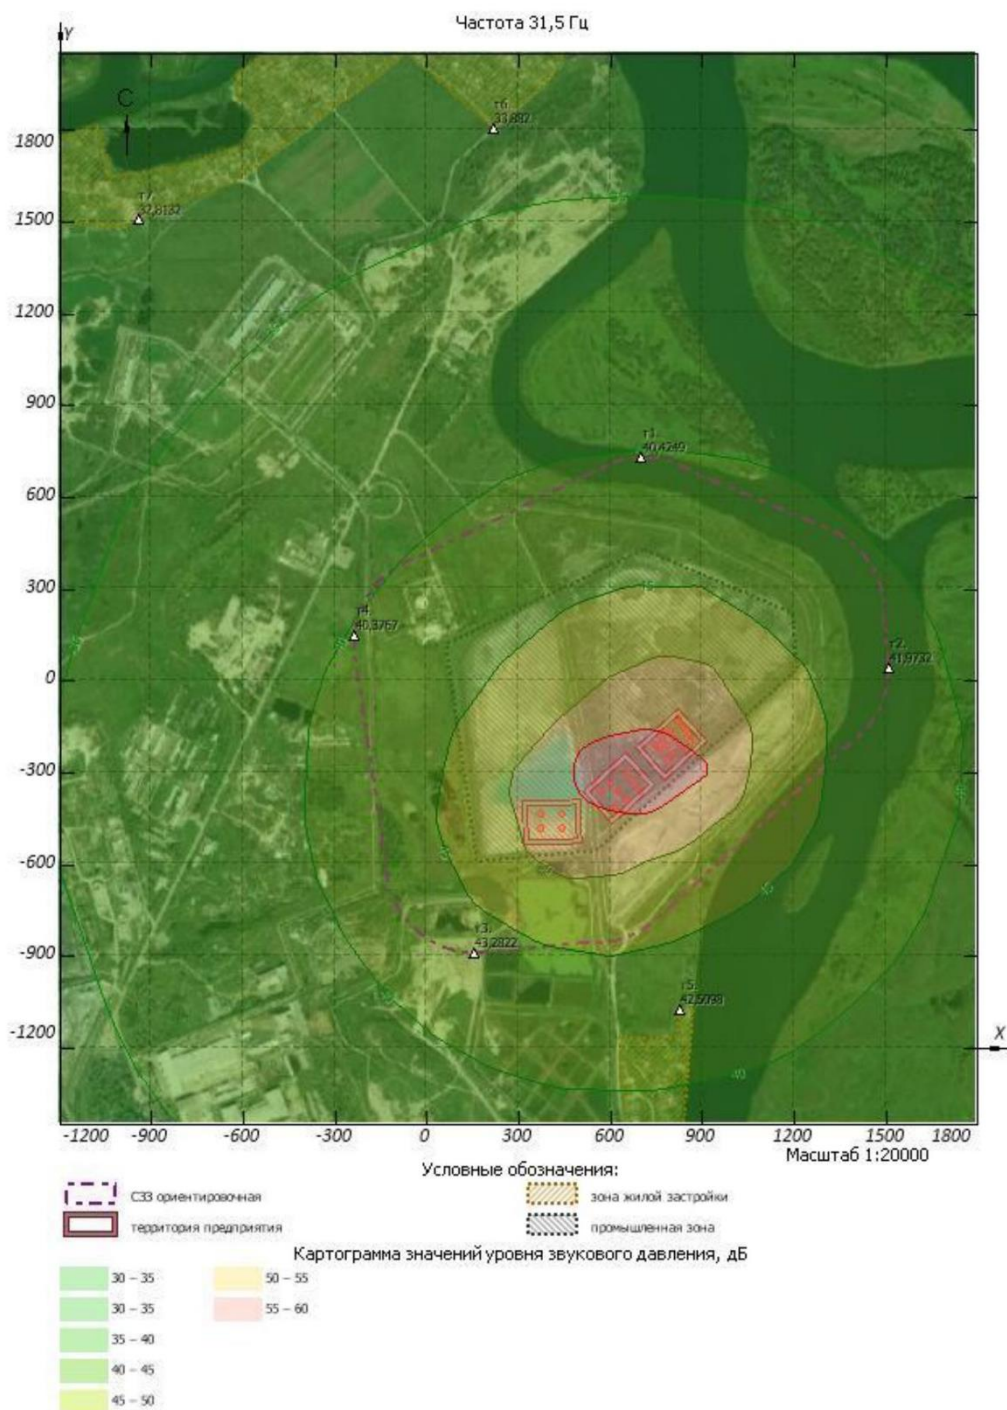 Частота 31,5 Гц
Y
С
т6
33,882
1800
т7
32,8132
1500
1200
900
т1.
40,4249
600
300
45
т4.
40,3767
т2.
41,9732
0
-300
-600
т3.
43,2822
-900
т5.
42,5098
-1200
40
X
-1200 -900 -600 -300 0 300 600 900 1200 1500 1800
Масштаб 1:20000
Условные обозначения:
СЗЗ ориентировочная
зона жилой застройки
территория предприятия
промышленная зона
Картограмма значений уровня звукового давления, дБ
30 – 35
50 – 55
30 – 35
55 – 60
35 – 40
40 – 45
45 – 50